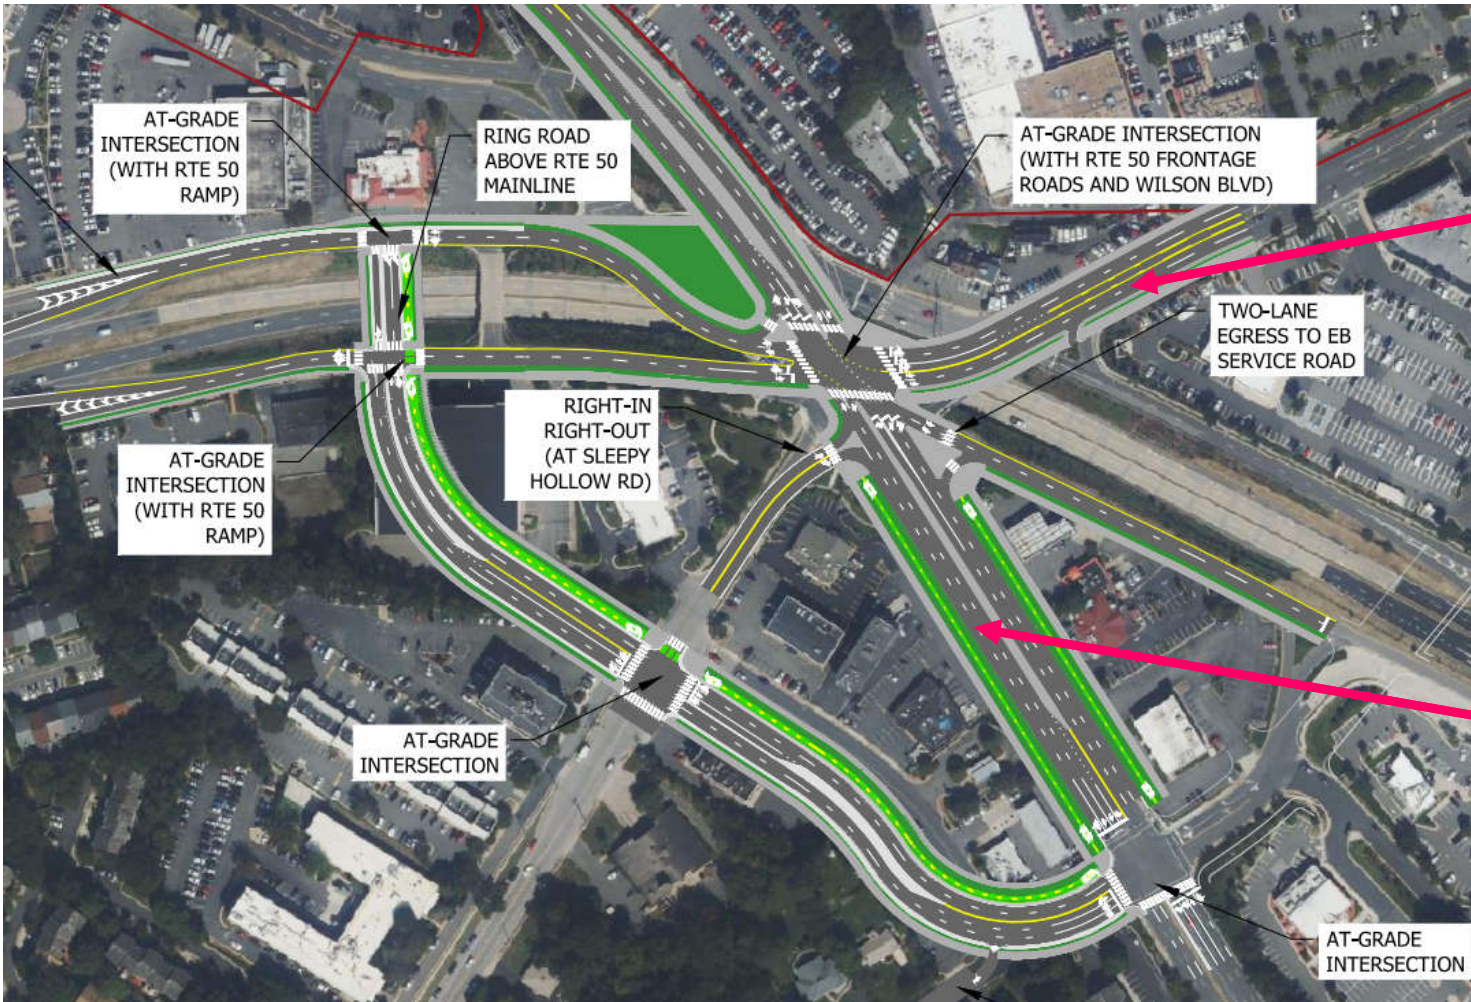 AT-GRADE
INTERSECTION
(WITH RTE 50
RAMP)
RING ROAD
ABOVE RTE 50
MAINLINE
AT-GRADE INTERSECTION
(WITH RTE 50 FRONTAGE
ROADS AND WILSON BLVD)
TWO-LANE
EGRESS TO EB
SERVICE ROAD
RIGHT-IN
RIGHT-OUT
(AT SLEEPY
HOLLOW RD)
AT-GRADE
INTERSECTION
(WITH RTE 50
RAMP)
AT-GRADE
INTERSECTION
AT-GRADE
INTERSECTION